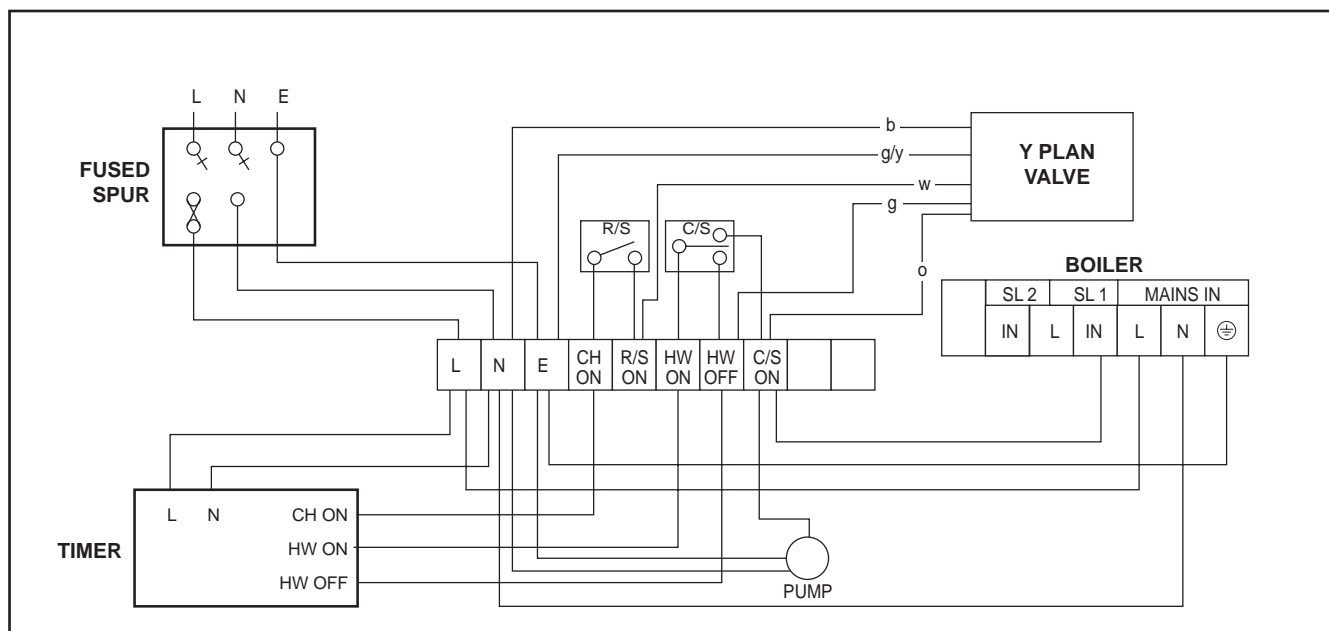 L N E
FUSED
SPUR
b
g/y
w
g
o
Y PLAN
VALVE
R/S
C/S
BOILER
SL 2 SL 1 MAINS IN
IN L IN L N
L N E CH ON R/S ON HW ON HW OFF C/S ON
TIMER
L N CH ON
HW ON
HW OFF
PUMP